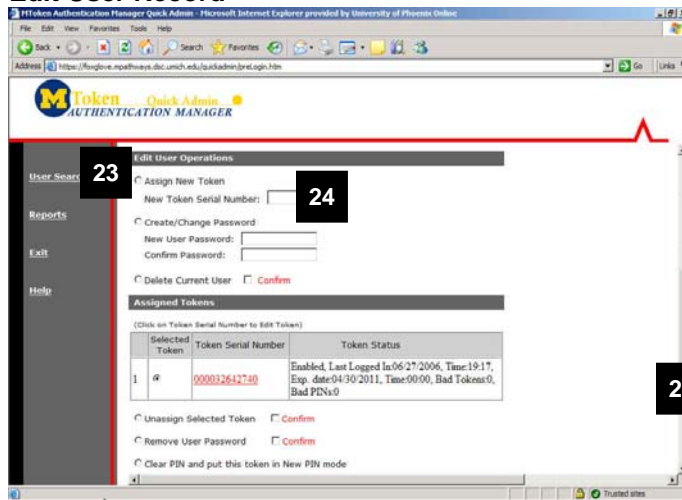 Edit User Record
MToken Authentication Manager Quick Admin - Microsoft Internet Explorer provided by University of Phoenix Online
File Edit View Favorites Tools Help
Back Search Favorites
Address https://foxglove.mpathways.dsc.umich.edu/quickadmin/preLogin.htm Go Links
M Token Quick Admin
AUTHENTICATION MANAGER
Edit User Operations
User Sear
23
Assign New Token
New Token Serial Number:
24
Reports
Create/Change Password
New User Password:
Exit
Confirm Password:
Delete Current User Confirm
Help
Assigned Tokens
(Click on Token Serial Number to Edit Token)
Selected Token Token Serial Number Token Status
1 000032642740 Enabled, Last Logged In:06/27/2006, Time:19:17,
Exp. date:04/30/2011, Time:00:00, Bad Tokens:0,
Bad PINs:0
2
Unassign Selected Token Confirm
Remove User Password Confirm
Clear PIN and put this token in New PIN mode
Trusted sites